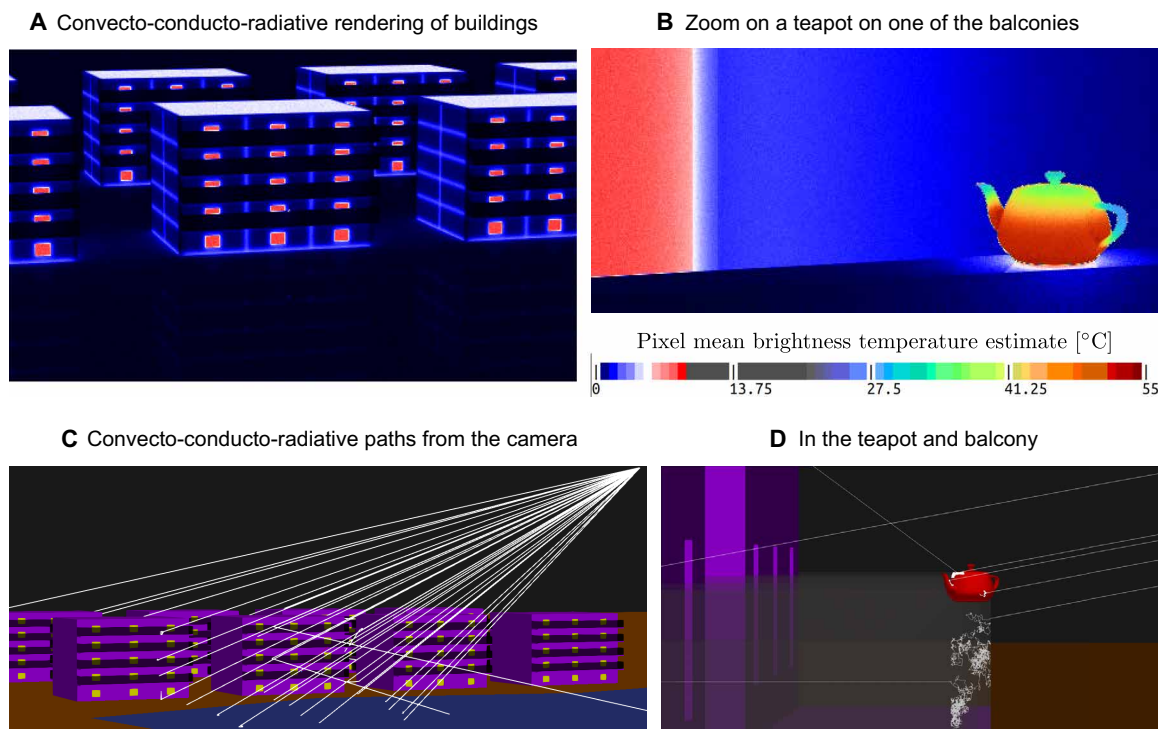 A Convecto-conducto-radiative rendering of buildings
B Zoom on a teapot on one of the balconies
Pixel mean brightness temperature estimate [°C]
0 13.75 27.5 41.25 55
C Convecto-conducto-radiative paths from the camera
D In the teapot and balcony